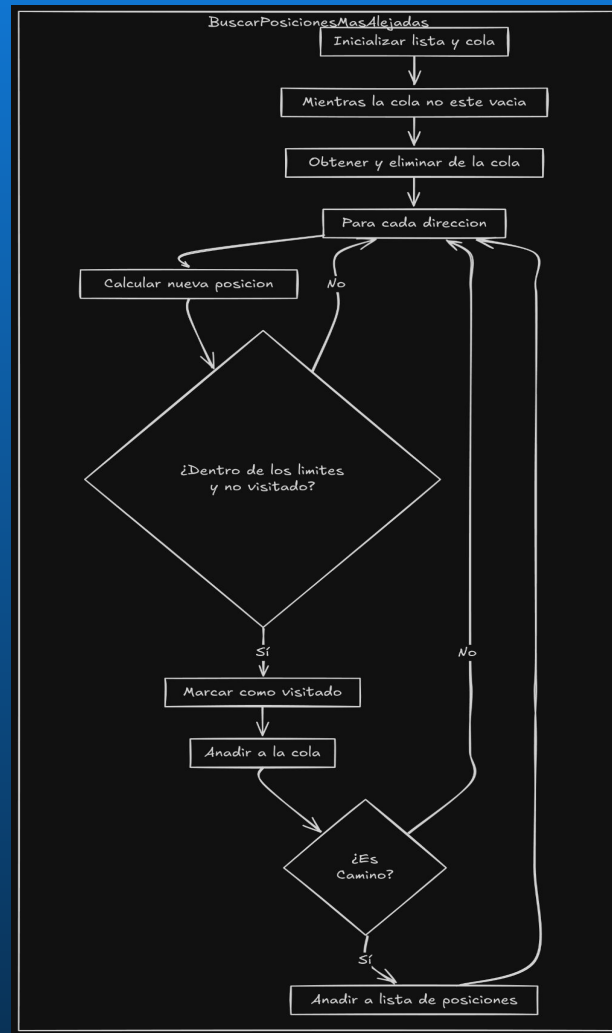 BuscarPosicionesMasAlejadas
Inicializar lista y cola
Mientras la cola no este vacia
Obtener y eliminar de la cola
Para cada direccion
Calcular nueva posicion
No
¿Dentro de los limites
y no visitado?
Sí
No
Marcar como visitado
Anadir a la cola
¿Es
Camino?
Sí
Anadir a lista de posiciones